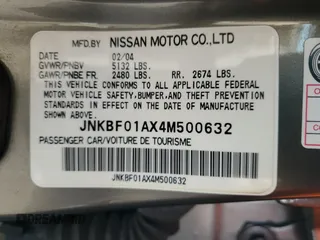 MFD.BY NISSAN MOTOR CO.,LTD
02/04
GVWR/PNBV 5132 LBS.
GAWR/PNBE FR. 2480 LBS. RR. 2674 LBS.
THIS VEHICLE CONFORMS TO ALL APPLICABLE FEDERAL
MOTOR VEHICLE SAFETY,BUMPER,AND THEFT PREVENTION
STANDARDS IN EFFECT ON THE DATE OF MANUFACTURE
SHOWN ABOVE.
JNKBF01AX4M500632
PASSENGER CAR/VOITURE DE TOURISME
JNKBF01AX4M500632